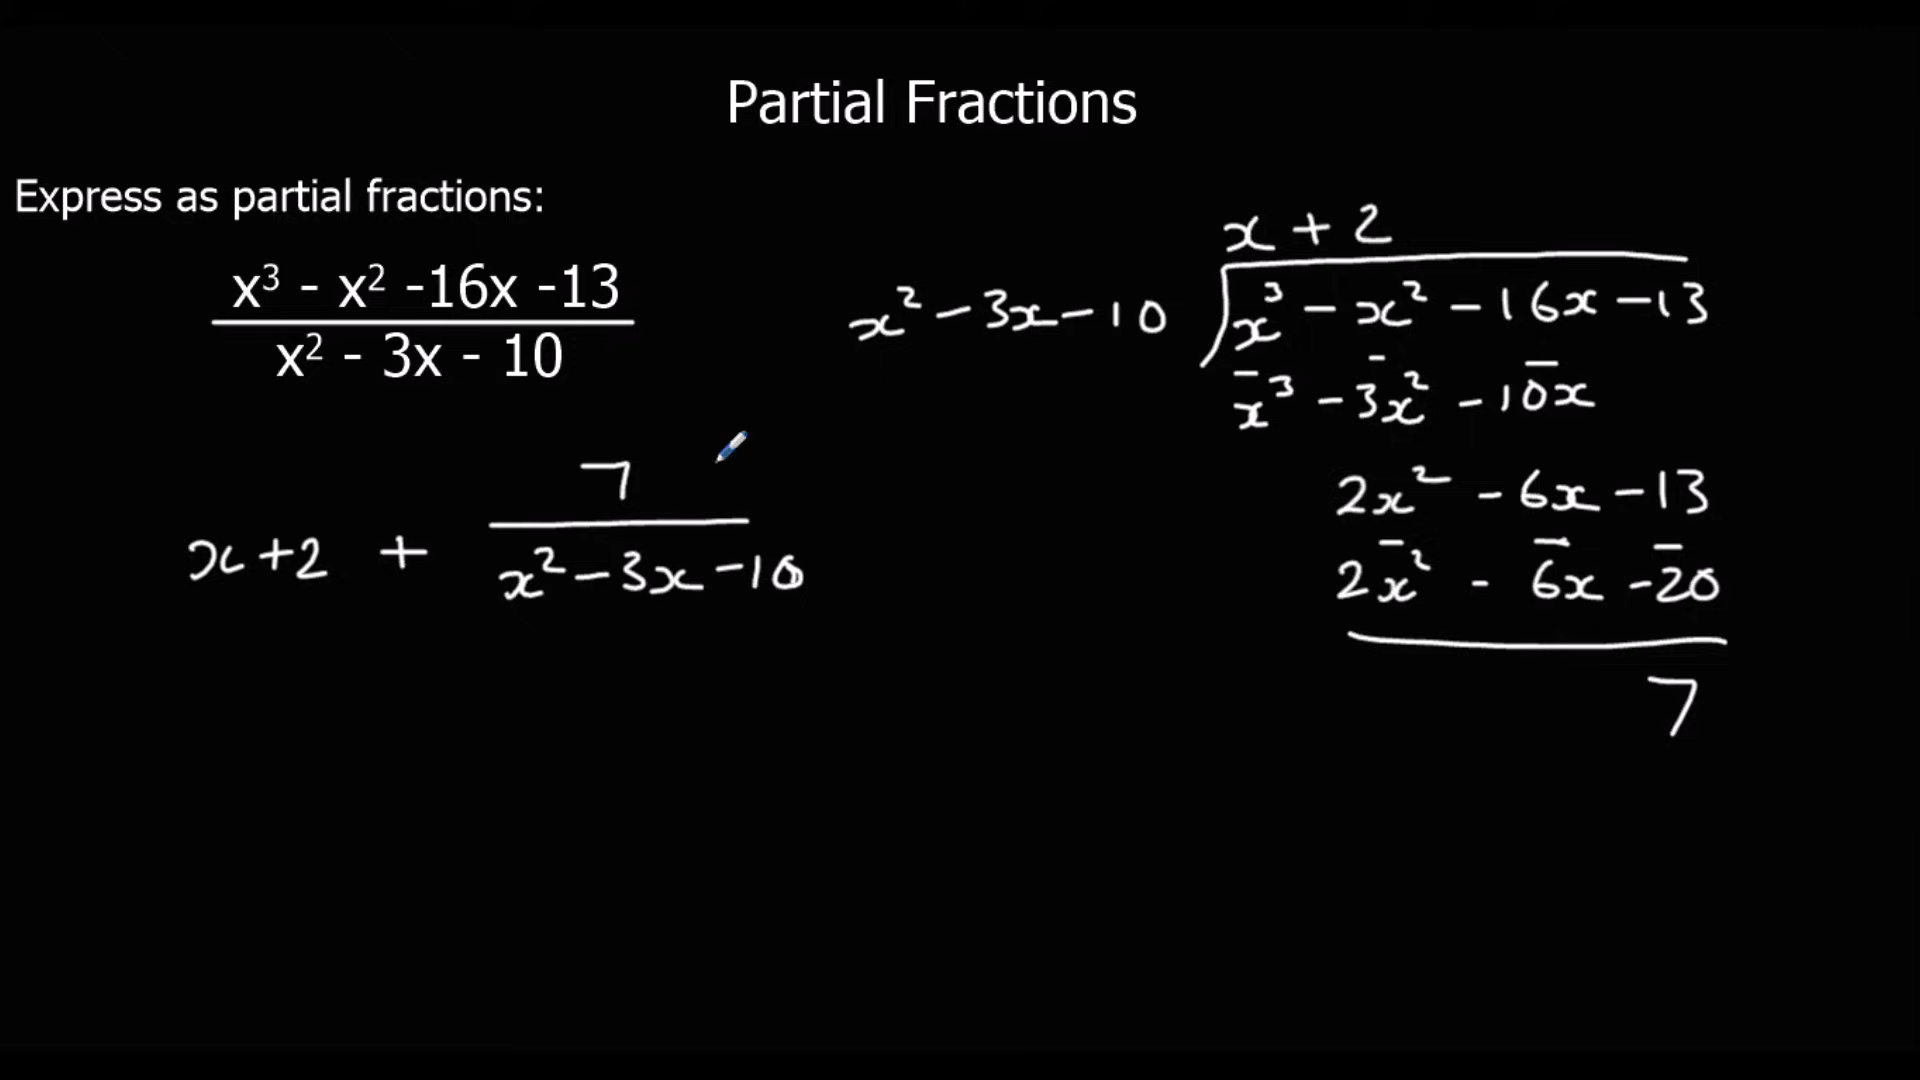 Partial Fractions
Express as partial fractions:
x³ - x² -16x -13
x² - 3x - 10
x + 2
x² - 3x - 10 x³ - x² - 16x - 13
x³ - 3x² - 10x
2x² - 6x - 13
2x² - 6x - 20
7
7
x + 2 + x² - 3x - 10